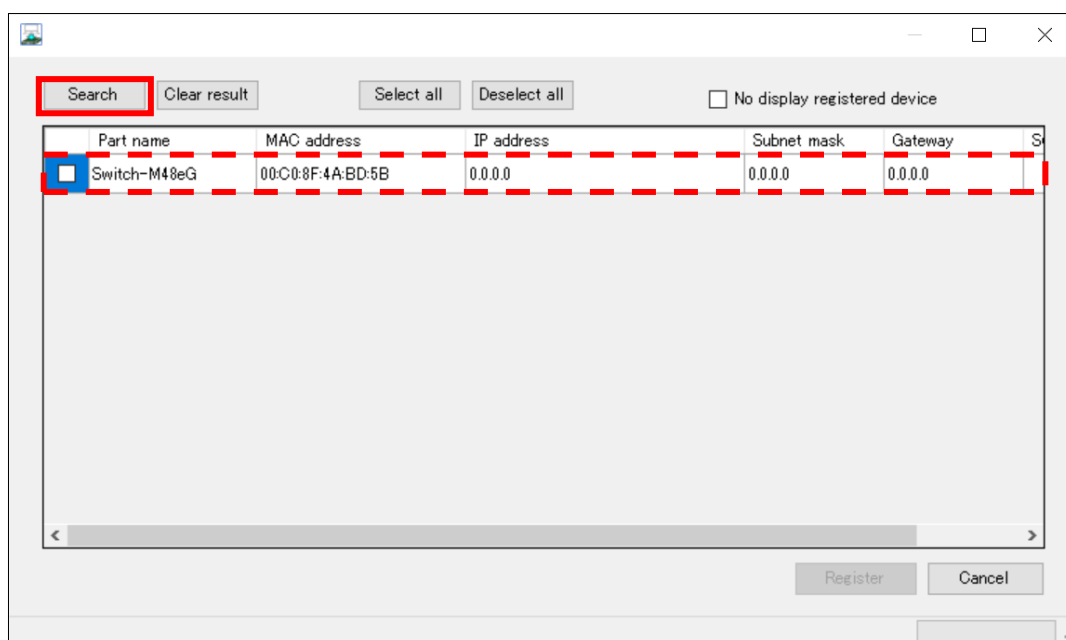 Search Clear result Select all Deselect all No display registered device
Part name MAC address IP address Subnet mask Gateway
Switch-M48eG 00:C0:8F:4A:BD:5B 0.0.0.0 0.0.0.0 0.0.0.0
Register Cancel